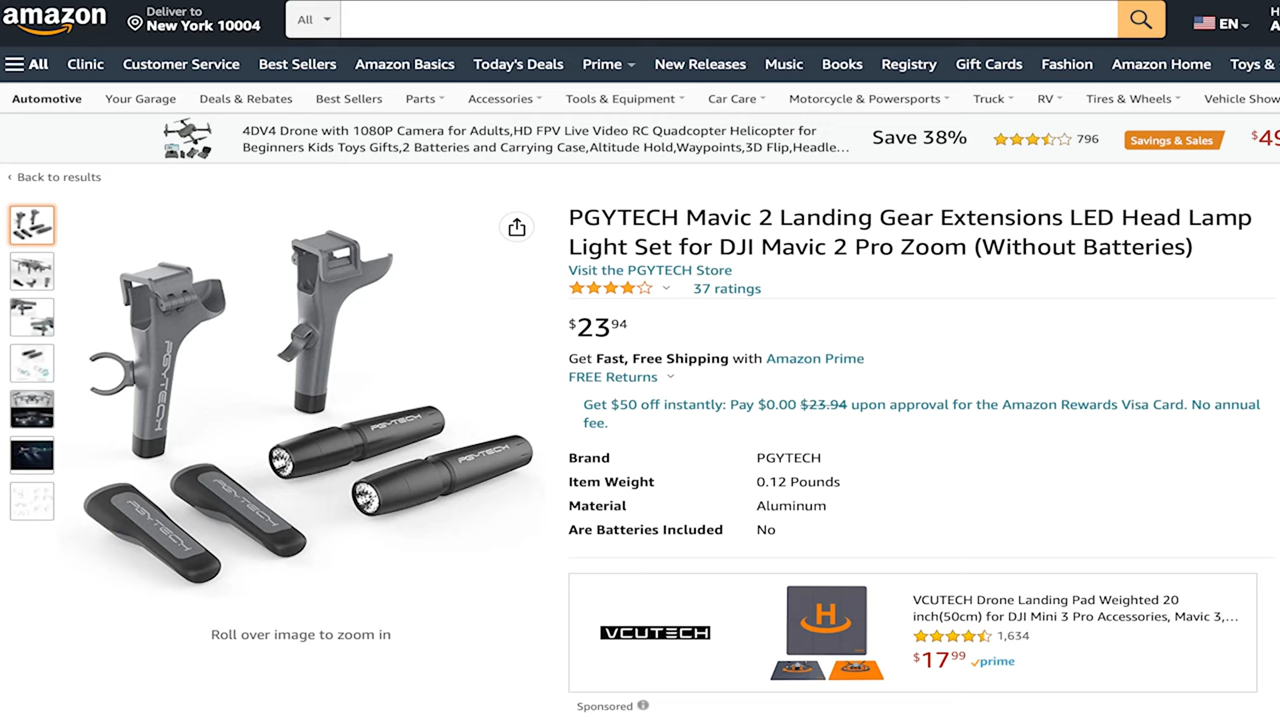 amazon
Deliver to
New York 10004
All
EN
All Clinic Customer Service Best Sellers Amazon Basics Today's Deals Prime New Releases Music Books Registry Gift Cards Fashion Amazon Home Toys &
Automotive Your Garage Deals & Rebates Best Sellers Parts Accessories Tools & Equipment Car Care Motorcycle & Powersports Truck RV Tires & Wheels Vehicle Show
4DV4 Drone with 1080P Camera for Adults,HD FPV Live Video RC Quadcopter Helicopter for
Beginners Kids Toys Gifts,2 Batteries and Carrying Case,Altitude Hold,Waypoints,3D Flip,Headle...
Save 38%
796
Savings & Sales
$49
‹ Back to results
PGYTECH Mavic 2 Landing Gear Extensions LED Head Lamp
Light Set for DJI Mavic 2 Pro Zoom (Without Batteries)
Visit the PGYTECH Store
37 ratings
$23 94
Get Fast, Free Shipping with Amazon Prime
FREE Returns
Get $50 off instantly: Pay $0.00 $23.94 upon approval for the Amazon Rewards Visa Card. No annual
fee.
Brand PGYTECH
Item Weight 0.12 Pounds
Material Aluminum
Are Batteries Included No
PGYTECH
PGYTECH
PGYTECH
PGYTECH
PGYTECH
Roll over image to zoom in
VCUTECH
H
VCUTECH Drone Landing Pad Weighted 20
inch(50cm) for DJI Mini 3 Pro Accessories, Mavic 3,...
1,634
$17 99 prime
Sponsored